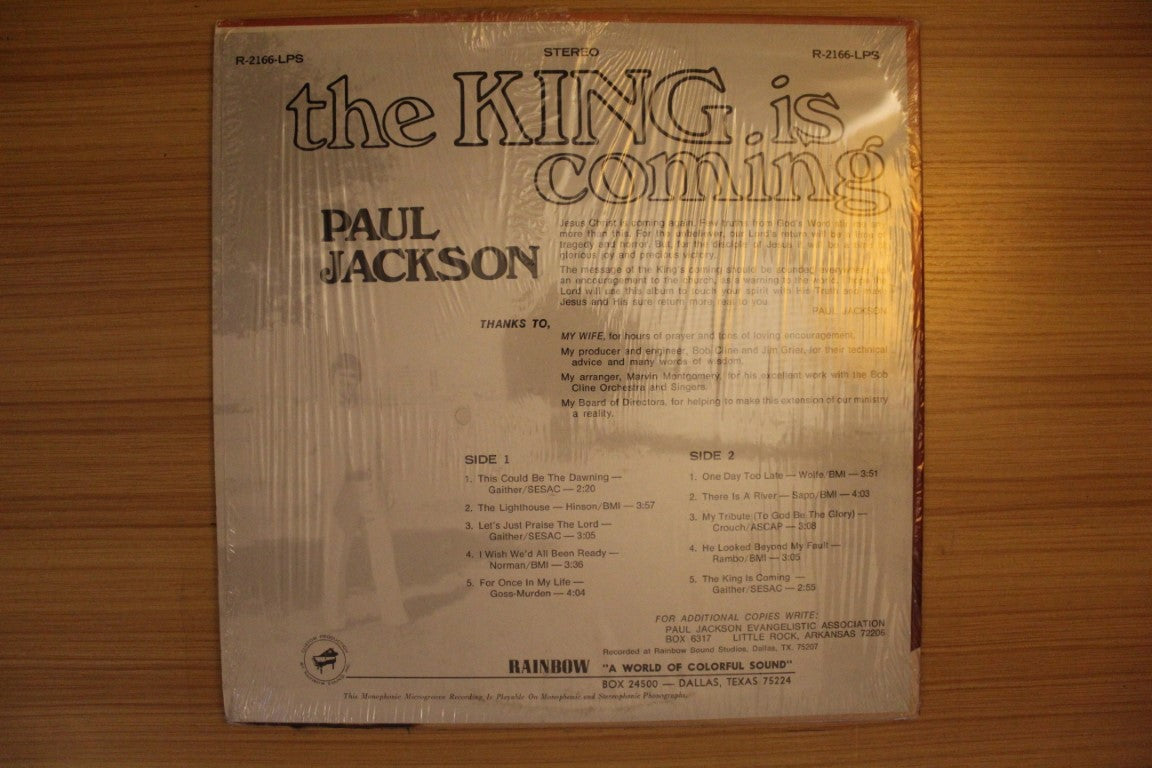 R-2166-LPS STEREO R-2166-LPS
the KING is
coming
PAUL
JACKSON
Jesus Christ is coming again. Few truths from God's Word
more than this. For the unbeliever, our Lord's return will be a
tragedy and horror. But, for the disciple of Jesus it will be
glorious joy and precious victory.
The message of the King's coming should be sounded
an encouragement to the church, as a warning to the world.
Lord will use this album to touch your spirit with His Truth and make
Jesus and His sure return more real to you.
PAUL JACKSON
THANKS TO,
MY WIFE, for hours of prayer and tons of loving encouragement.
My producer and engineer, Bob Cline and Jim Grier, for their technical
advice and many words of wisdom.
My arranger, Marvin Montgomery, for his excellent work with the Bob
Cline Orchestra and Singers.
My Board of Directors, for helping to make this extension of our ministry
a reality.
SIDE 1
1. This Could Be The Dawning —
Gaither/SESAC — 2:20
2. The Lighthouse — Hinson/BMI — 3:57
3. Let's Just Praise The Lord —
Gaither/SESAC — 3:05
4. I Wish We'd All Been Ready —
Norman/BMI — 3:36
5. For Once In My Life —
Goss-Murden — 4:04
SIDE 2
1. One Day Too Late — Wolfe/BMI — 3:51
2. There Is A River — Sapp/BMI — 4:03
3. My Tribute (To God Be The Glory) —
Crouch/ASCAP — 3:08
4. He Looked Beyond My Fault —
Rambo/BMI — 3:05
5. The King Is Coming —
Gaither/SESAC — 2:55
FOR ADDITIONAL COPIES WRITE:
PAUL JACKSON EVANGELISTIC ASSOCIATION
BOX 6317 LITTLE ROCK, ARKANSAS 72206
Recorded at Rainbow Sound Studios, Dallas, TX. 75207
RAINBOW "A WORLD OF COLORFUL SOUND"
BOX 24500 — DALLAS, TEXAS 75224
This Monophonic Microgroove Recording Is Playable On Monophonic and Stereophonic Phonographs.